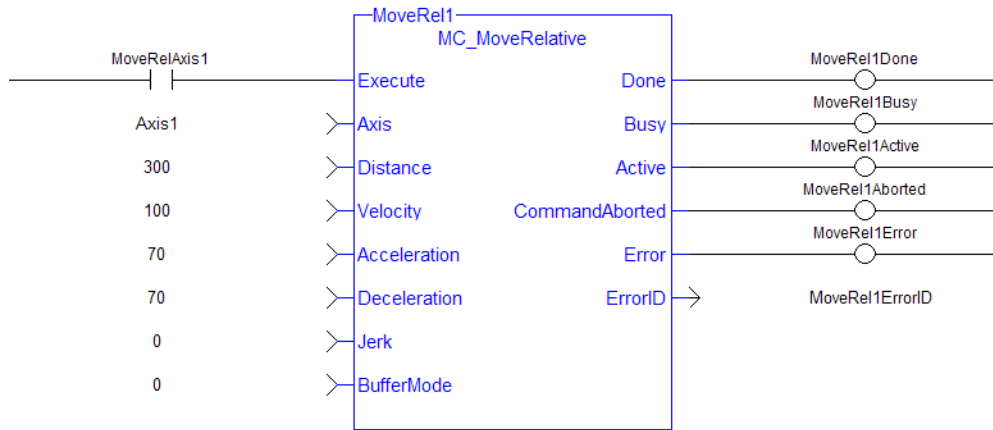 MoveRel1
MC_MoveRelative
MoveRelAxis1 Execute Done MoveRel1Done
Axis1 Axis Busy MoveRel1Busy
300 Distance Active MoveRel1Active
100 Velocity CommandAborted MoveRel1Aborted
70 Acceleration Error MoveRel1Error
70 Deceleration ErrorID MoveRel1ErrorID
0 Jerk
0 BufferMode